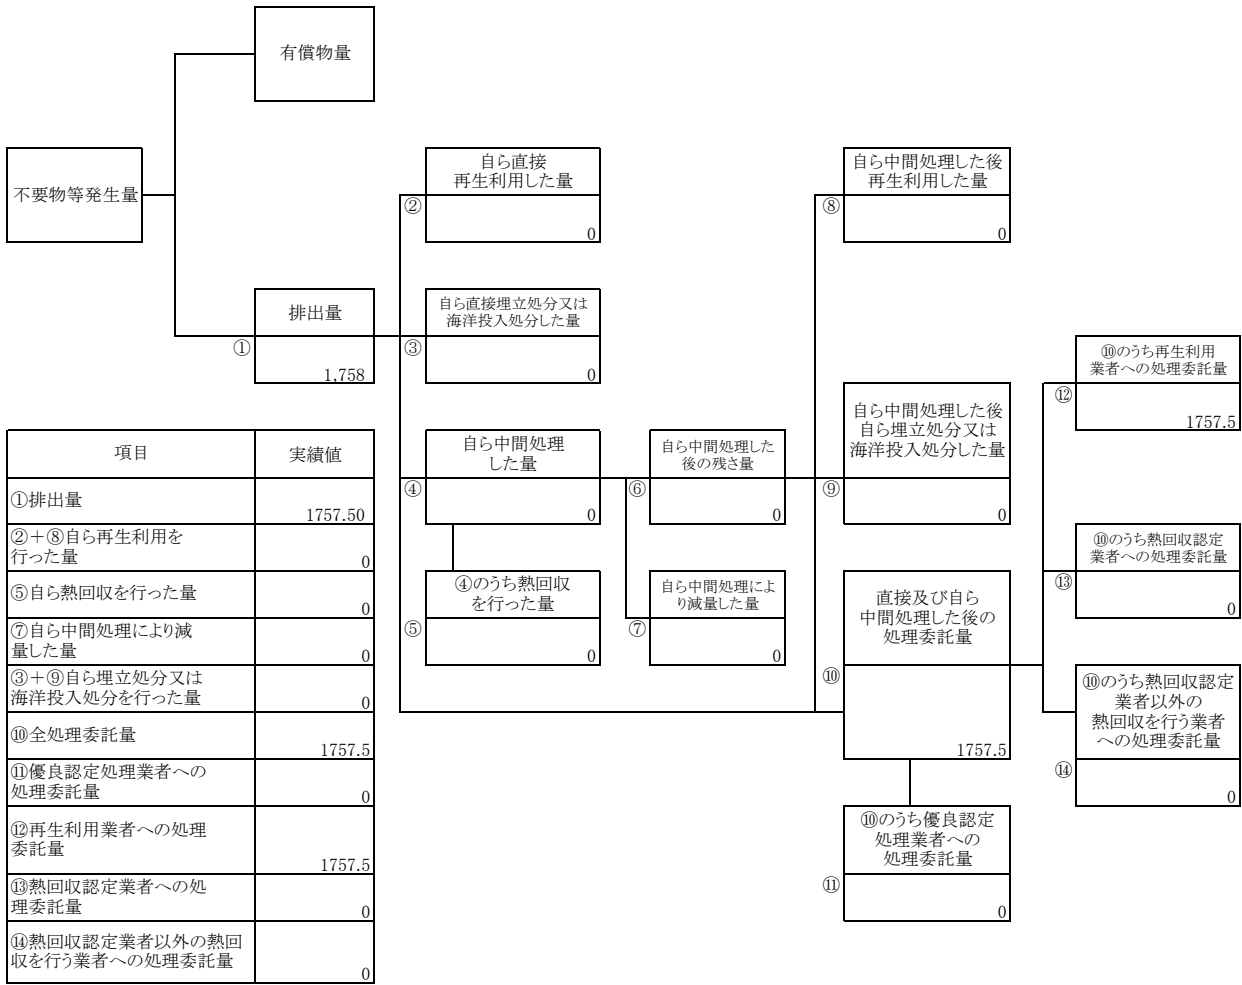 有償物量
不要物等発生量
自ら直接
再生利用した量
②
0
自ら中間処理した後
再生利用した量
⑧
0
排出量
①
1,758
自ら直接埋立処分又は
海洋投入処分した量
③
0
⑩のうち再生利用
業者への処理委託量
⑫
1757.5
自ら中間処理した後
自ら埋立処分又は
海洋投入処分した量
⑨
0
自ら中間処理
した量
④
0
自ら中間処理した
後の残さ量
⑥
0
⑩のうち熱回収認定
業者への処理委託量
⑬
0
④のうち熱回収
を行った量
⑤
0
自ら中間処理によ
り減量した量
⑦
0
直接及び自ら
中間処理した後の
処理委託量
⑩
1757.5
⑩のうち熱回収認定
業者以外の
熱回収を行う業者
への処理委託量
⑭
0
⑩のうち優良認定
処理業者への
処理委託量
⑪
0
項目 実績値
①排出量 1757.50
②＋⑧自ら再生利用を
行った量 0
⑤自ら熱回収を行った量 0
⑦自ら中間処理により減
量した量 0
③＋⑨自ら埋立処分又は
海洋投入処分を行った量 0
⑩全処理委託量 1757.5
⑪優良認定処理業者への
処理委託量 0
⑫再生利用業者への処理
委託量 1757.5
⑬熱回収認定業者への処
理委託量 0
⑭熱回収認定業者以外の熱回
収を行う業者への処理委託量 0